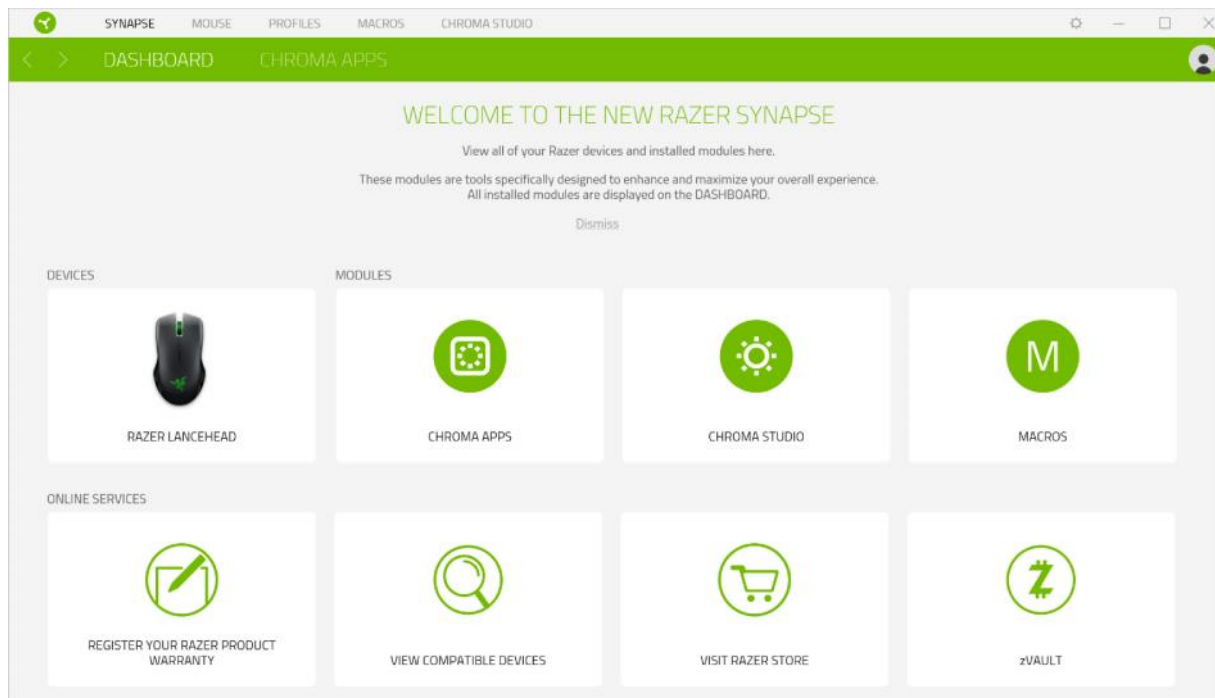 SYNAPSE MOUSE PROFILES MACROS CHROMA STUDIO
DASHBOARD CHROMA APPS
WELCOME TO THE NEW RAZER SYNAPSE
View all of your Razer devices and installed modules here.
These modules are tools specifically designed to enhance and maximize your overall experience.
All installed modules are displayed on the DASHBOARD.
Dismiss
DEVICES MODULES
M
RAZER LANCEHEAD CHROMA APPS CHROMA STUDIO MACROS
ONLINE SERVICES
REGISTER YOUR RAZER PRODUCT
WARRANTY
VIEW COMPATIBLE DEVICES VISIT RAZER STORE zVAULT